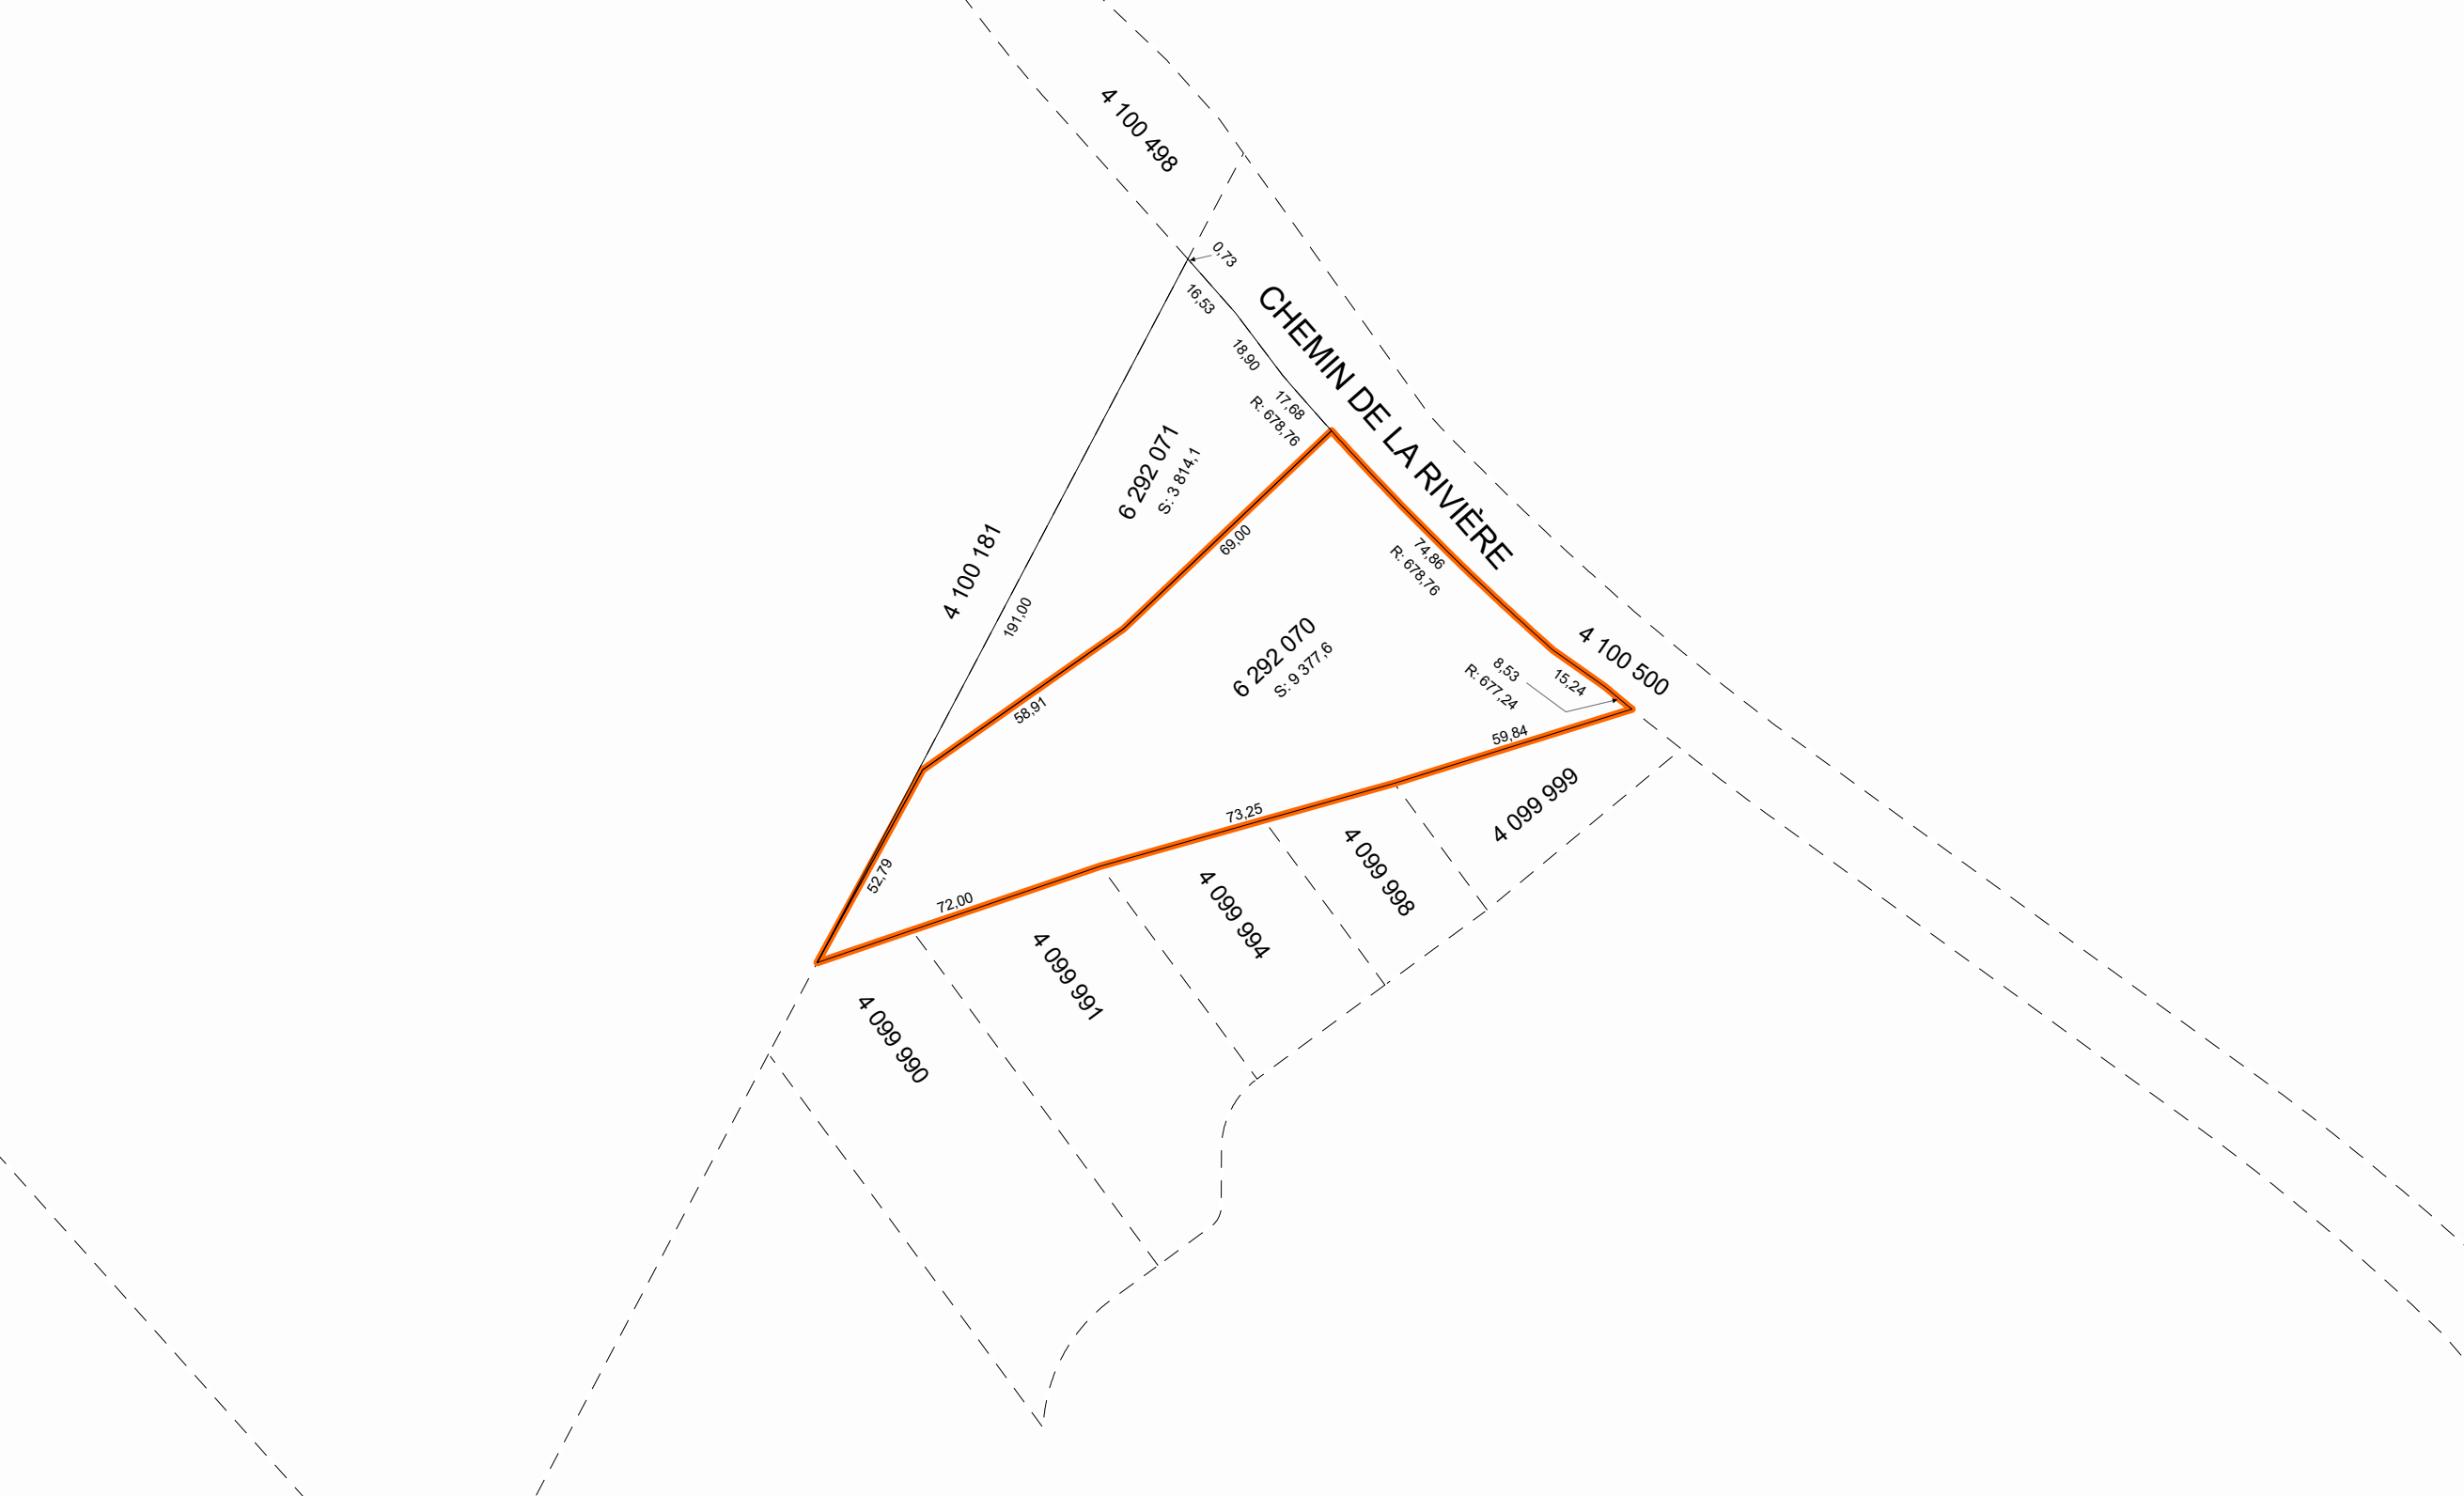 4 100 498
0,73
16,53
CHEMIN DE LA RIVIÈRE
18,90
17,68
R: 678,76
6 292 071
S: 3 814,1
4 100 181
191,00
69,00
74,86
R: 678,76
6 292 070
S: 9 377,6
4 100 500
8,53
R: 677,24
15,24
58,91
59,84
73,25
4 099 999
4 099 998
52,79
72,00
4 099 994
4 099 991
4 099 990